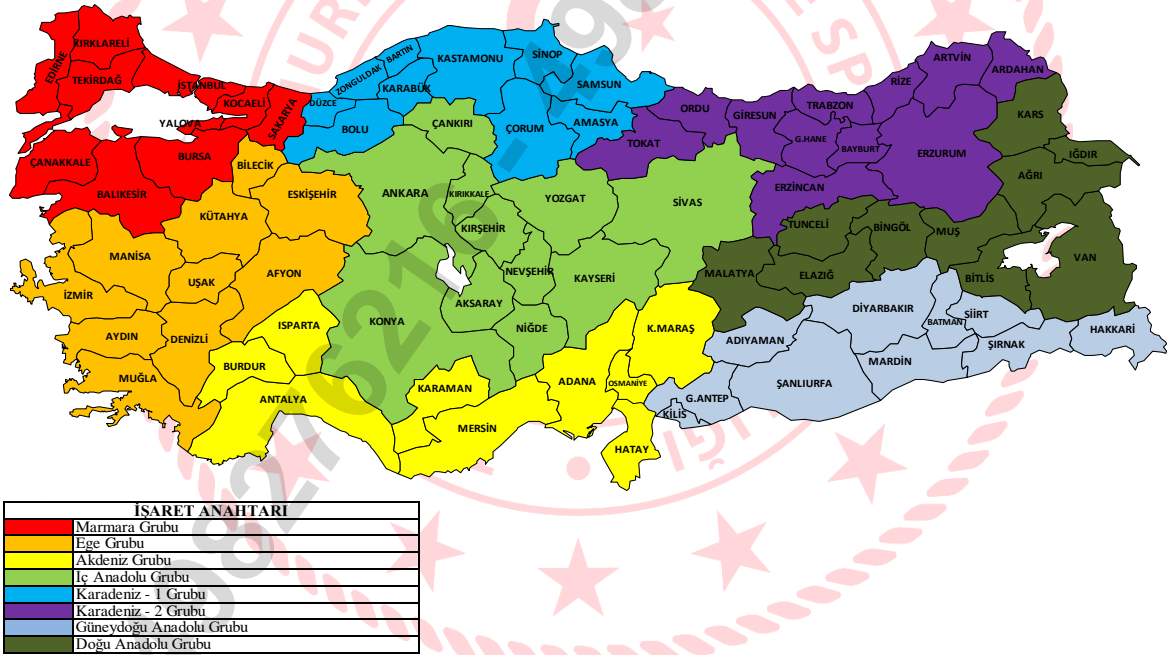 KIRKLARELİ
EDİRNE
TEKİRDAĞ
İSTANBUL
KOCAELİ
YALOVA
SAKARYA
ÇANAKKALE
BURSA
BALIKESİR
BİLECİK
ESKİŞEHİR
KÜTAHYA
MANİSA
UŞAK
AFYON
İZMİR
AYDIN
DENİZLİ
MUĞLA
DÜZCE
ZONGULDAK
BARTIN
KARABÜK
BOLU
KASTAMONU
SİNOP
SAMSUN
AMASYA
ÇORUM
ÇANKIRI
ANKARA
KIRIKKALE
KIRŞEHİR
YOZGAT
SİVAS
NEVŞEHİR
KAYSERİ
AKSARAY
KONYA
NİĞDE
ISPARTA
BURDUR
ANTALYA
KARAMAN
MERSİN
ADANA
OSMANİYE
K.MARAŞ
HATAY
TOKAT
ORDU
GİRESUN
TRABZON
G.HANE
BAYBURT
RİZE
ARTVİN
ARDAHAN
ERZURUM
ERZİNCAN
KARS
IĞDIR
AĞRI
TUNCELİ
BİNGÖL
MUŞ
VAN
BİTLİS
ELAZIĞ
MALATYA
DİYARBAKIR
BATMAN
SİİRT
HAKKARİ
ŞIRNAK
MARDİN
ADIYAMAN
ŞANLIURFA
G.ANTEP
KİLİS
İŞARET ANAHTARI
Marmara Grubu
Ege Grubu
Akdeniz Grubu
İç Anadolu Grubu
Karadeniz - 1 Grubu
Karadeniz - 2 Grubu
Güneydoğu Anadolu Grubu
Doğu Anadolu Grubu